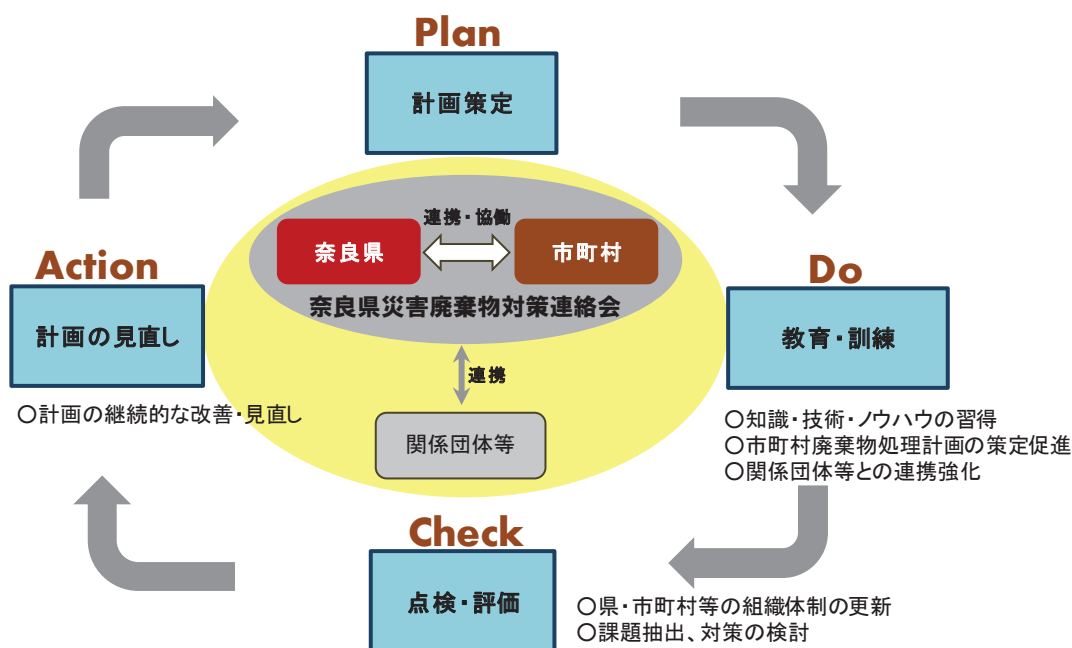 Plan
計画策定
連携・協働
奈良県
市町村
奈良県災害廃棄物対策連絡会
Action
計画の見直し
○計画の継続的な改善・見直し
Do
教育・訓練
○知識・技術・ノウハウの習得
○市町村廃棄物処理計画の策定促進
○関係団体等との連携強化
連携
関係団体等
Check
点検・評価
○県・市町村等の組織体制の更新
○課題抽出、対策の検討